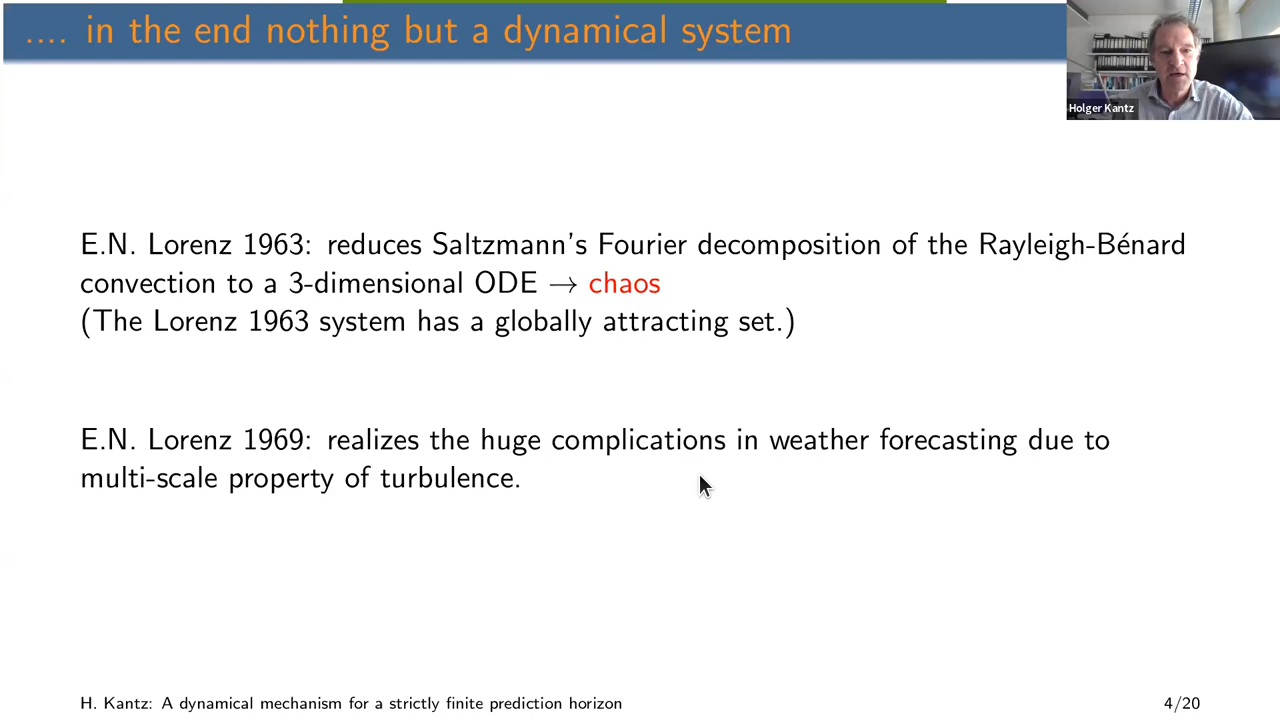 .... in the end nothing but a dynamical system
Holger Kantz
E.N. Lorenz 1963: reduces Saltzmann's Fourier decomposition of the Rayleigh-Bénard
convection to a 3-dimensional ODE → chaos
(The Lorenz 1963 system has a globally attracting set.)
E.N. Lorenz 1969: realizes the huge complications in weather forecasting due to
multi-scale property of turbulence.
H. Kantz: A dynamical mechanism for a strictly finite prediction horizon
4/20